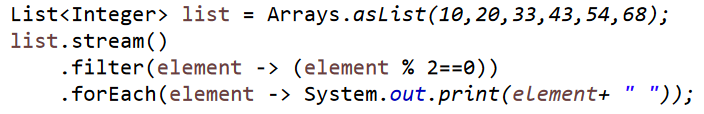 List<Integer> list = Arrays.asList(10,20,33,43,54,68);
list.stream()
    .filter(element -> (element % 2==0))
    .forEach(element -> System.out.print(element+ " "));